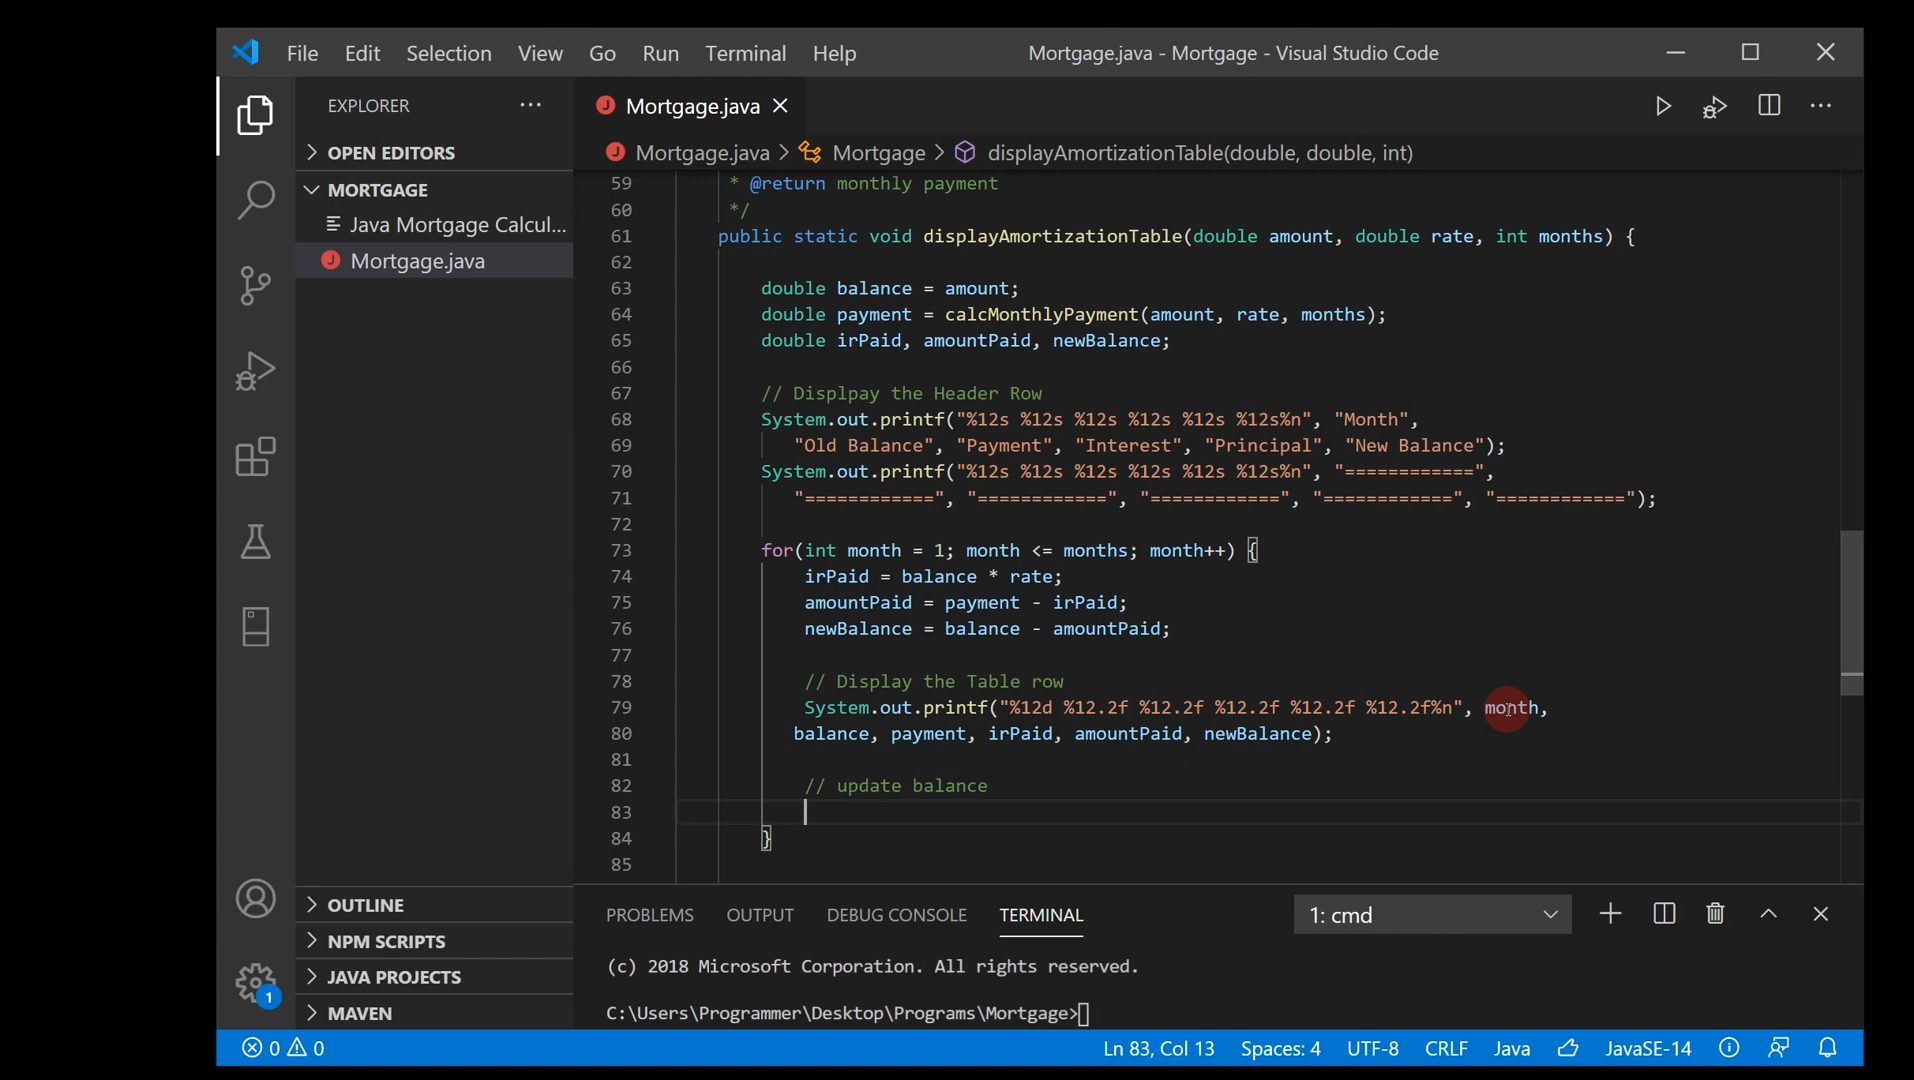 File Edit Selection View Go Run Terminal Help Mortgage.java - Mortgage - Visual Studio Code
EXPLORER
OPEN EDITORS
MORTGAGE
Java Mortgage Calcul...
Mortgage.java
OUTLINE
NPM SCRIPTS
JAVA PROJECTS
MAVEN
1
Mortgage.java
Mortgage.java > Mortgage > displayAmortizationTable(double, double, int)
59 * @return monthly payment
60 */
61 public static void displayAmortizationTable(double amount, double rate, int months) {
62
63 double balance = amount;
64 double payment = calcMonthlyPayment(amount, rate, months);
65 double irPaid, amountPaid, newBalance;
66
67 // Displpay the Header Row
68 System.out.printf("%12s %12s %12s %12s %12s %12s%n", "Month",
69 "Old Balance", "Payment", "Interest", "Principal", "New Balance");
70 System.out.printf("%12s %12s %12s %12s %12s %12s%n", "============",
71 "============", "============", "============", "============", "============");
72
73 for(int month = 1; month <= months; month++) {
74 irPaid = balance * rate;
75 amountPaid = payment - irPaid;
76 newBalance = balance - amountPaid;
77
78 // Display the Table row
79 System.out.printf("%12d %12.2f %12.2f %12.2f %12.2f %12.2f%n", month,
80 balance, payment, irPaid, amountPaid, newBalance);
81
82 // update balance
83
84 }
85
PROBLEMS OUTPUT DEBUG CONSOLE TERMINAL 1: cmd
(c) 2018 Microsoft Corporation. All rights reserved.
C:\Users\Programmer\Desktop\Programs\Mortgage>
0 0 Ln 83, Col 13 Spaces: 4 UTF-8 CRLF Java JavaSE-14